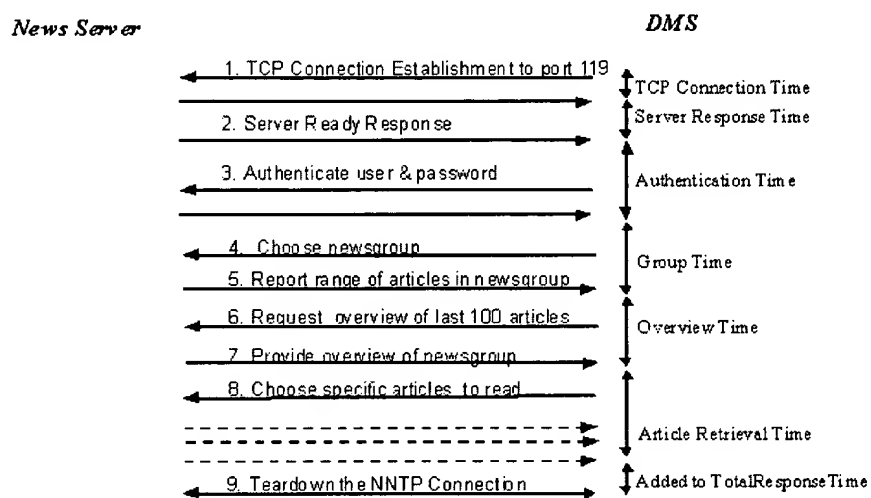 News Server
DMS
1. TCP Connection Establishment to port 119
TCP Connection Time
2. Server Ready Response
Server Response Time
3. Authenticate user & password
Authentication Time
4. Choose newsgroup
Group Time
5. Report range of articles in newsgroup
6. Request overview of last 100 articles
Overview Time
7. Provide overview of newsgroup
8. Choose specific articles to read
Article Retrieval Time
9. Teardown the NNTP Connection
Added to TotalResponseTime